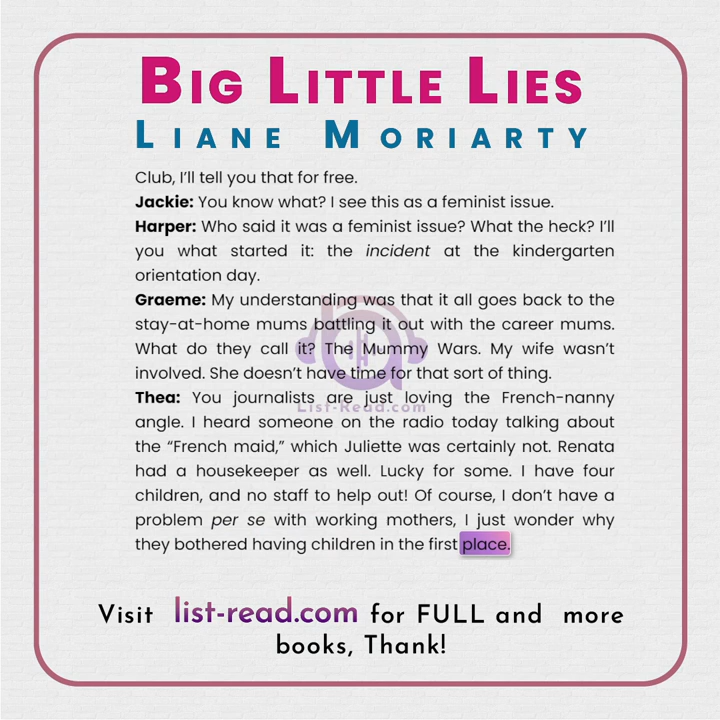 BIG LITTLE LIES
LIANE MORIARTY
Club, I’ll tell you that for free.
Jackie: You know what? I see this as a feminist issue.
Harper: Who said it was a feminist issue? What the heck? I’ll
you what started it: the incident at the kindergarten
orientation day.
Graeme: My understanding was that it all goes back to the
stay-at-home mums battling it out with the career mums.
What do they call it? The Mummy Wars. My wife wasn’t
involved. She doesn’t have time for that sort of thing.
List-Read.com
Thea: You journalists are just loving the French-nanny
angle. I heard someone on the radio today talking about
the “French maid,” which Juliette was certainly not. Renata
had a housekeeper as well. Lucky for some. I have four
children, and no staff to help out! Of course, I don’t have a
problem per se with working mothers, I just wonder why
they bothered having children in the first place.
Visit list-read.com for FULL and more
books, Thank!